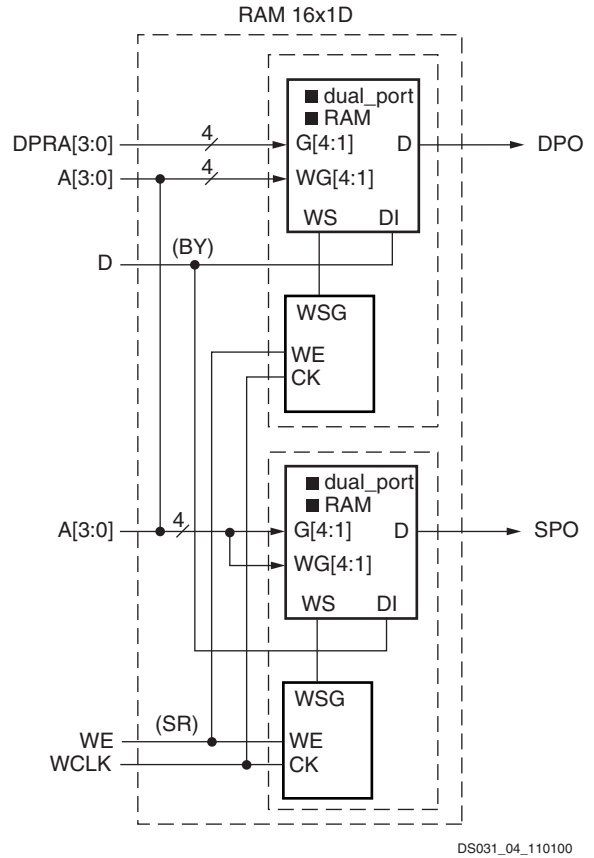 RAM 16x1D
dual_port
RAM
DPRA[3:0] 4 G[4:1] D DPO
A[3:0] 4 WG[4:1]
WS DI
D (BY)
WSG
WE
CK
dual_port
RAM
A[3:0] 4 G[4:1] D SPO
WG[4:1]
WS DI
WSG
WE (SR) WE
WCLK CK
DS031_04_110100